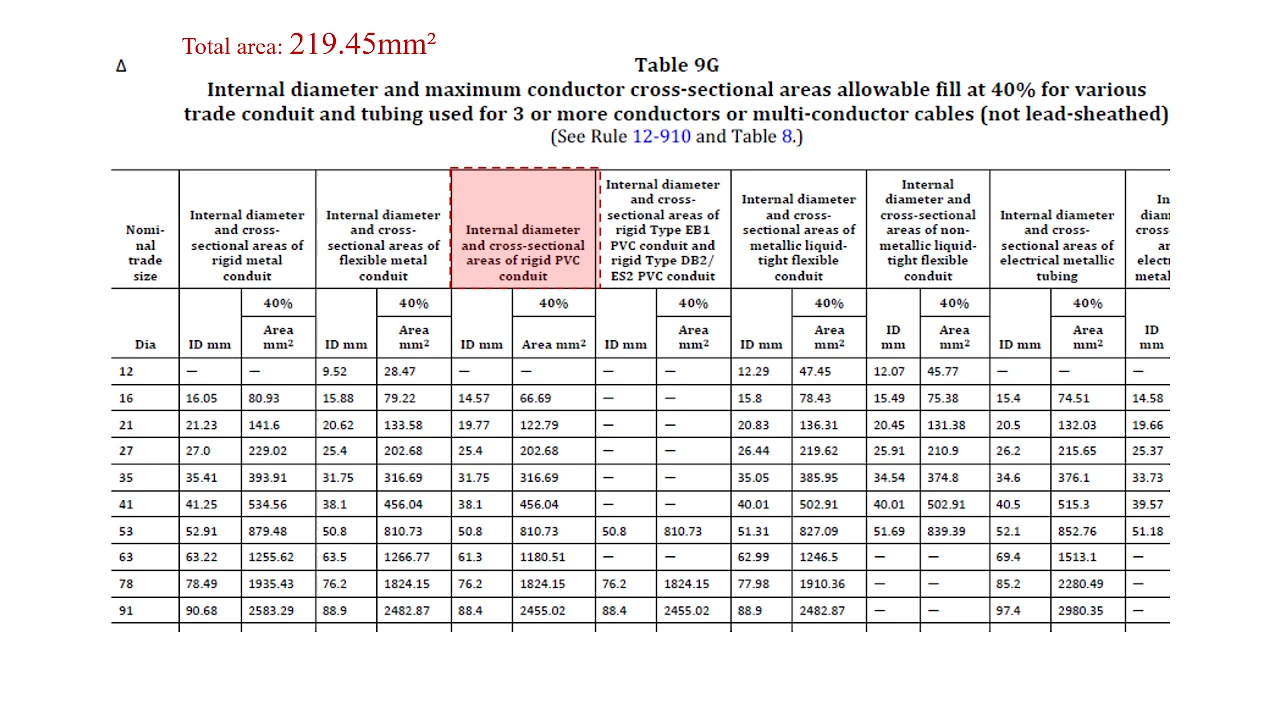 Total area: 219.45mm²
Δ
Table 9G
Internal diameter and maximum conductor cross-sectional areas allowable fill at 40% for various
trade conduit and tubing used for 3 or more conductors or multi-conductor cables (not lead-sheathed)
(See Rule 12-910 and Table 8.)
Nomi-
nal
trade
size
Internal diameter
and cross-
sectional areas of
rigid metal
conduit
Internal diameter
and cross-
sectional areas of
flexible metal
conduit
Internal diameter
and cross-sectional
areas of rigid PVC
conduit
Internal diameter
and cross-
sectional areas of
rigid Type EB1
PVC conduit and
rigid Type DB2/
ES2 PVC conduit
Internal diameter
and cross-
sectional areas of
metallic liquid-
tight flexible
conduit
Internal
diameter and
cross-sectional
areas of non-
metallic liquid-
tight flexible
conduit
Internal diameter
and cross-
sectional areas of
electrical metallic
tubing
In
diam
cross-
ar
electr
metal
40% 40% 40% 40% 40% 40% 40%
Dia ID mm Area mm² ID mm Area mm² ID mm Area mm² ID mm Area mm² ID mm Area mm² ID mm Area mm² ID mm Area mm² ID mm
12 — — 9.52 28.47 — — — — 12.29 47.45 12.07 45.77 — — —
16 16.05 80.93 15.88 79.22 14.57 66.69 — — 15.8 78.43 15.49 75.38 15.4 74.51 14.58
21 21.23 141.6 20.62 133.58 19.77 122.79 — — 20.83 136.31 20.45 131.38 20.5 132.03 19.66
27 27.0 229.02 25.4 202.68 25.4 202.68 — — 26.44 219.62 25.91 210.9 26.2 215.65 25.37
35 35.41 393.91 31.75 316.69 31.75 316.69 — — 35.05 385.95 34.54 374.8 34.6 376.1 33.73
41 41.25 534.56 38.1 456.04 38.1 456.04 — — 40.01 502.91 40.01 502.91 40.5 515.3 39.57
53 52.91 879.48 50.8 810.73 50.8 810.73 50.8 810.73 51.31 827.09 51.69 839.39 52.1 852.76 51.18
63 63.22 1255.62 63.5 1266.77 61.3 1180.51 — — 62.99 1246.5 — — 69.4 1513.1 —
78 78.49 1935.43 76.2 1824.15 76.2 1824.15 76.2 1824.15 77.98 1910.36 — — 85.2 2280.49 —
91 90.68 2583.29 88.9 2482.87 88.4 2455.02 88.4 2455.02 88.9 2482.87 — — 97.4 2980.35 —